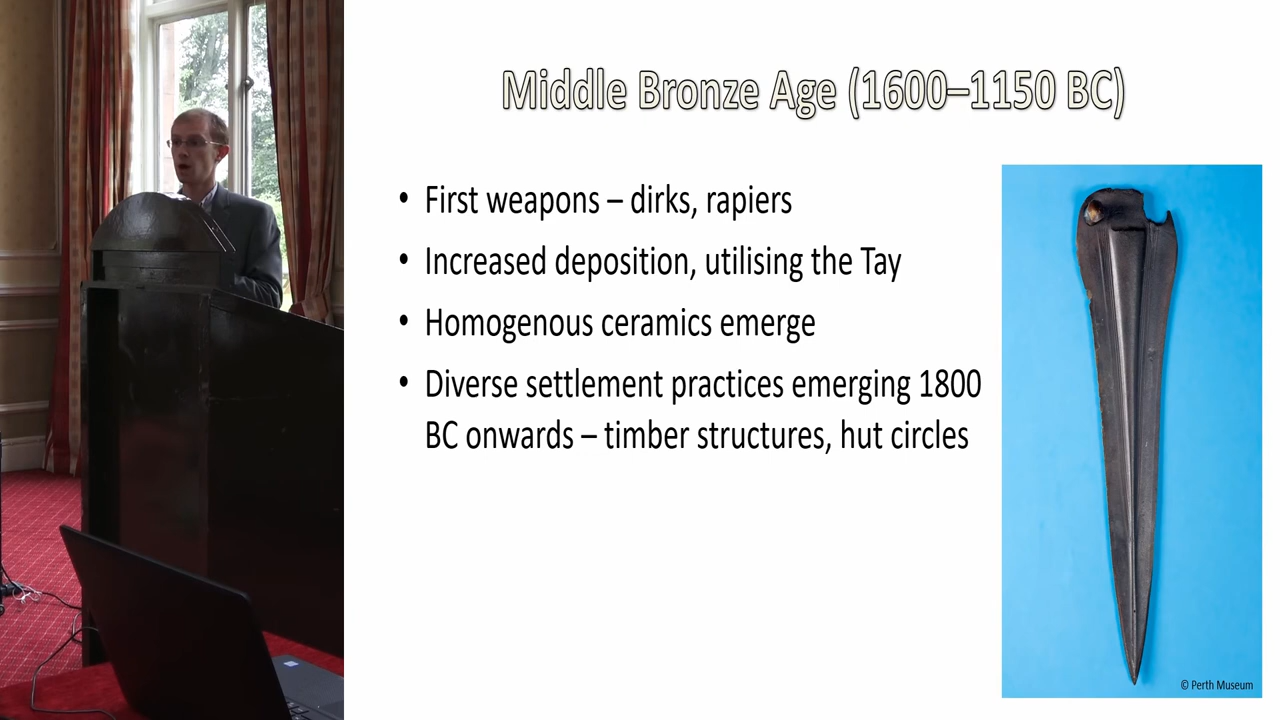 Middle Bronze Age (1600–1150 BC)
• First weapons – dirks, rapiers
• Increased deposition, utilising the Tay
• Homogenous ceramics emerge
• Diverse settlement practices emerging 1800
BC onwards – timber structures, hut circles
© Perth Museum